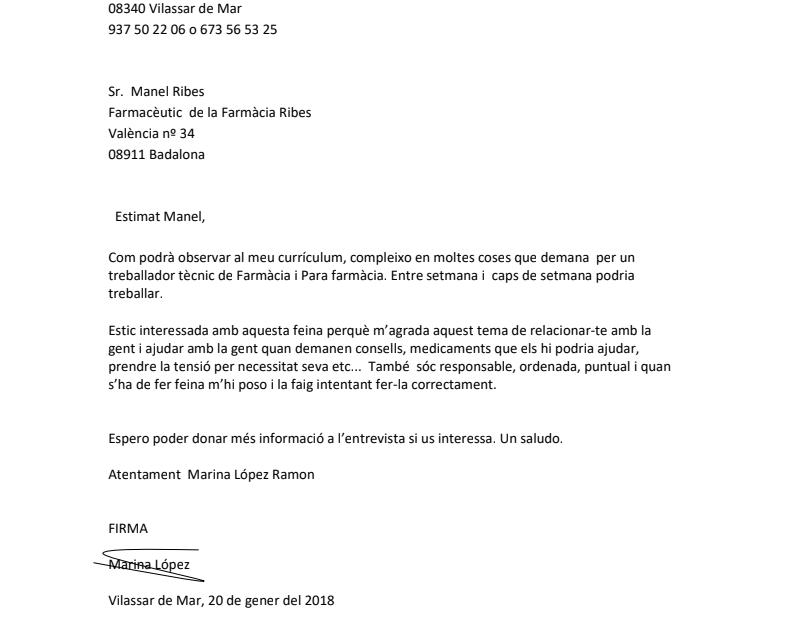 08340 Vilassar de Mar
937 50 22 06 o 673 56 53 25
Sr.  Manel Ribes
Farmacèutic  de la Farmàcia Ribes
València nº 34
08911 Badalona
Estimat Manel,
Com podrà observar al meu currículum, compleixo en moltes coses que demana  per un
treballador tècnic de Farmàcia i Para farmàcia. Entre setmana i  caps de setmana podria
treballar.
Estic interessada amb aquesta feina perquè m’agrada aquest tema de relacionar-te amb la
gent i ajudar amb la gent quan demanen consells, medicaments que els hi podria ajudar,
prendre la tensió per necessitat seva etc...  També  sóc responsable, ordenada, puntual i quan
s’ha de fer feina m’hi poso i la faig intentant fer-la correctament.
Espero poder donar més informació a l’entrevista si us interessa. Un saludo.
Atentament  Marina López Ramon
FIRMA
Marina López
Vilassar de Mar, 20 de gener del 2018